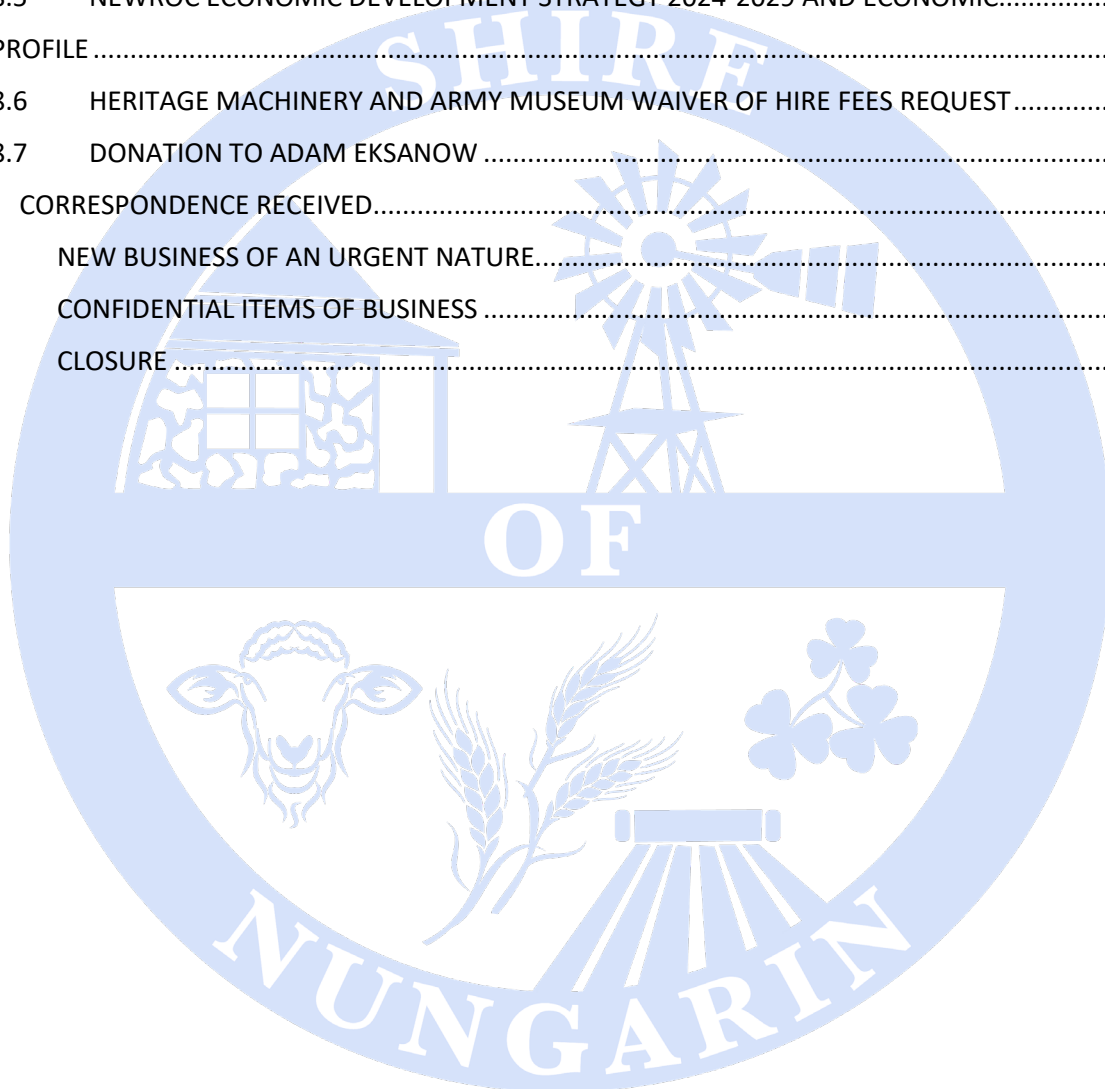 8.5 NEWROC ECONOMIC DEVELOPMENT STRATEGY 2024-2029 AND ECONOMIC
PROFILE
8.6 HERITAGE MACHINERY AND ARMY MUSEUM WAIVER OF HIRE FEES REQUEST
8.7 DONATION TO ADAM EKSANOW
CORRESPONDENCE RECEIVED
NEW BUSINESS OF AN URGENT NATURE
CONFIDENTIAL ITEMS OF BUSINESS
CLOSURE
SHIRE
OF
NUNGARIN